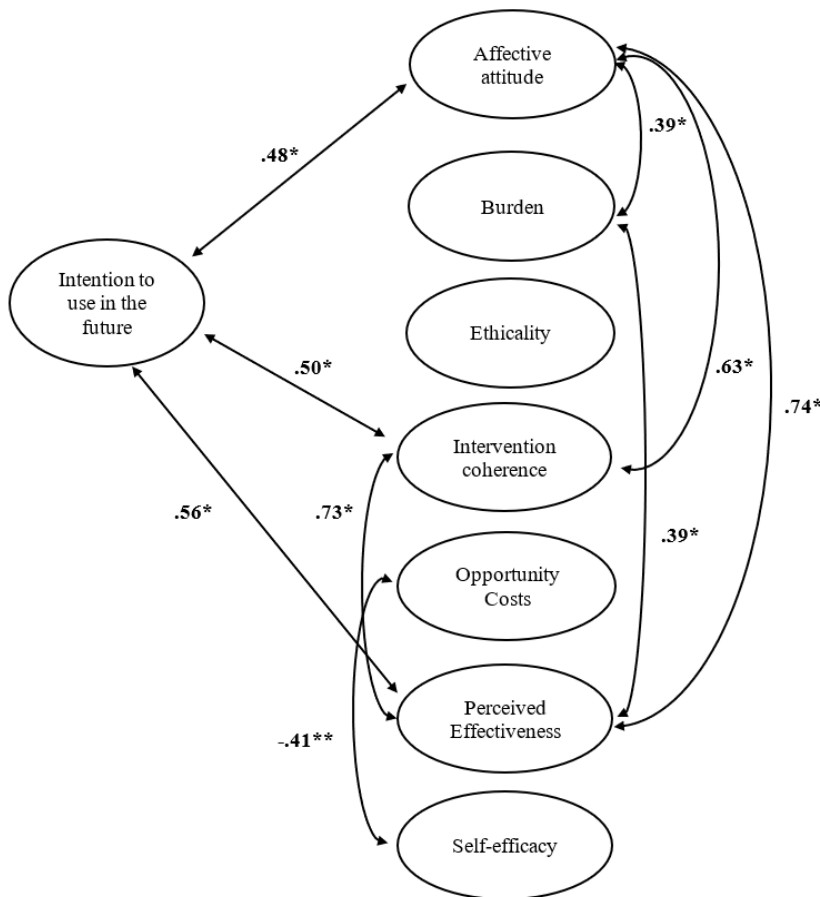 Affective
attitude
.39*
.48*
Burden
Intention to
use in the
future
Ethicality
.50*
.63*
.74*
Intervention
coherence
.56*
.73*
.39*
Opportunity
Costs
Perceived
Effectiveness
-.41**
Self-efficacy